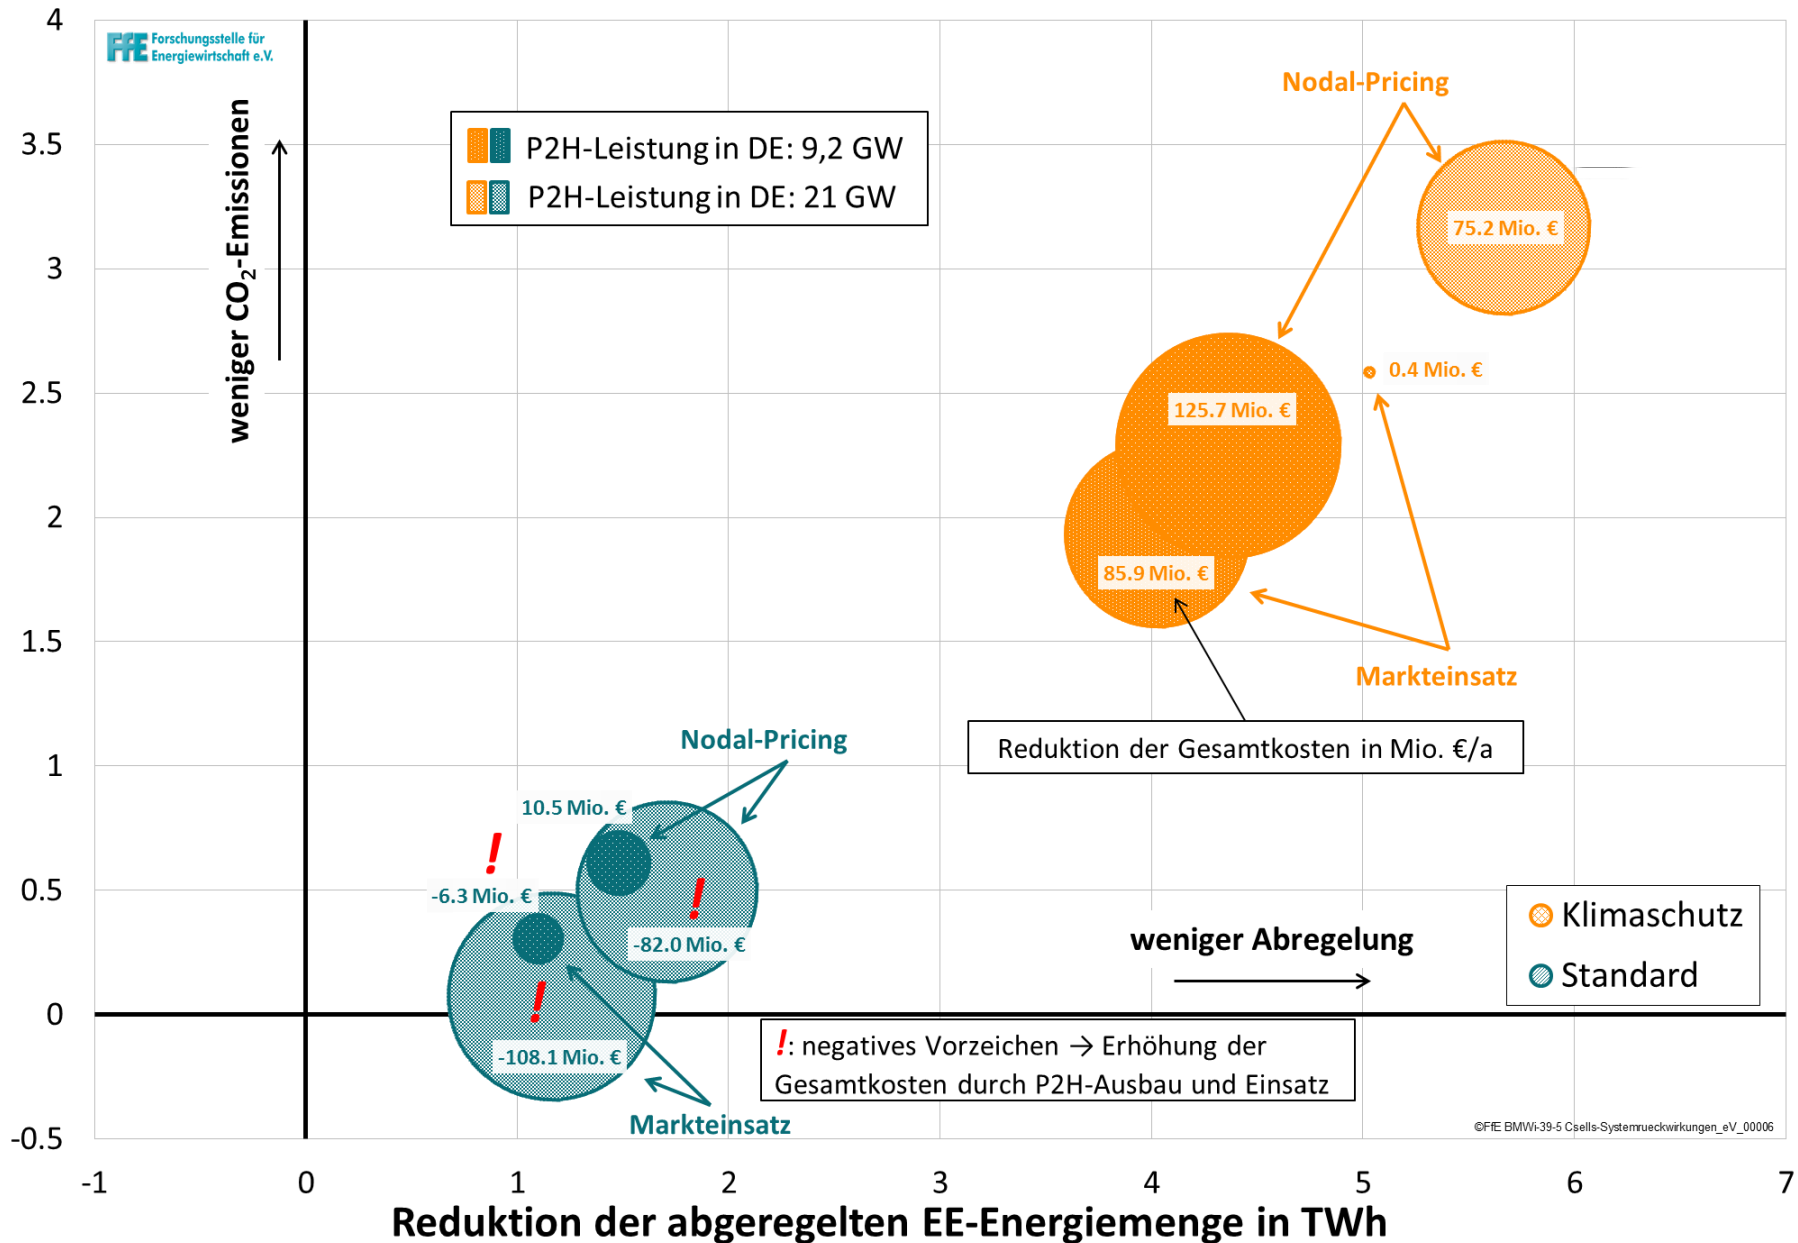 4
3.5
3
2.5
2
1.5
1
0.5
0
-0.5
FfE Forschungsstelle für
Energiewirtschaft e.V.
weniger CO₂-Emissionen
P2H-Leistung in DE: 9,2 GW
P2H-Leistung in DE: 21 GW
Nodal-Pricing
75.2 Mio. €
0.4 Mio. €
125.7 Mio. €
85.9 Mio. €
Markteinsatz
Reduktion der Gesamtkosten in Mio. €/a
Nodal-Pricing
10.5 Mio. €
!
-6.3 Mio. €
!
-82.0 Mio. €
!
-108.1 Mio. €
Markteinsatz
weniger Abregelung
Klimaschutz
Standard
!: negatives Vorzeichen → Erhöhung der
Gesamtkosten durch P2H-Ausbau und Einsatz
©FfE BMWi-39-5 Csells-Systemrueckwirkungen_eV_00006
-1 0 1 2 3 4 5 6 7
Reduktion der abgeregelten EE-Energiemenge in TWh